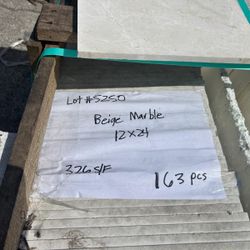 Lot #5250
Beige Marble
12x24
326 S/F
163 pcs